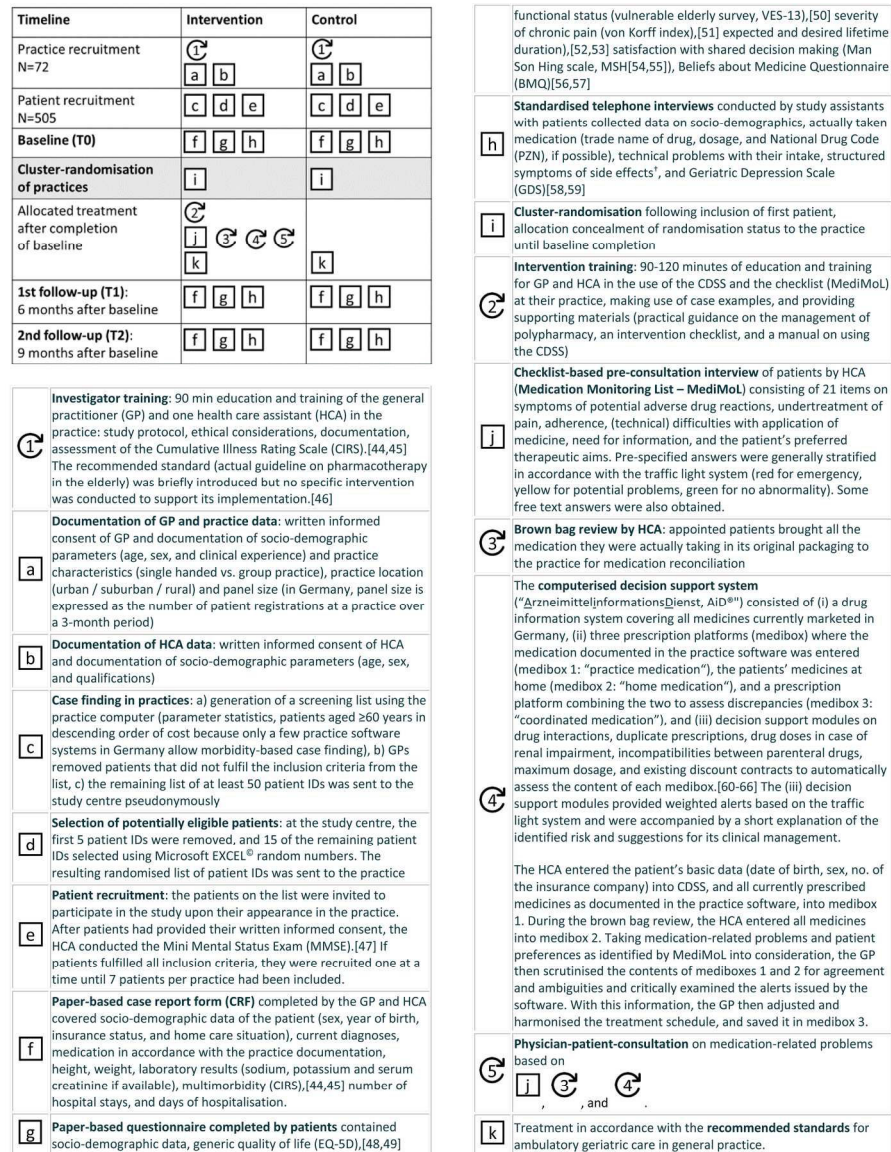 Timeline Intervention Control
Practice recruitment 1 1
N=72 a b a b
Patient recruitment c d e c d e
N=505
Baseline (T0) f g h f g h
Cluster-randomisation i i
of practices
Allocated treatment 2
after completion j 3 4 5
of baseline k k
1st follow-up (T1): f g h f g h
6 months after baseline
2nd follow-up (T2): f g h f g h
9 months after baseline
1
Investigator training: 90 min education and training of the general
practitioner (GP) and one health care assistant (HCA) in the
practice: study protocol, ethical considerations, documentation,
assessment of the Cumulative Illness Rating Scale (CIRS).[44,45]
The recommended standard (actual guideline on pharmacotherapy
in the elderly) was briefly introduced but no specific intervention
was conducted to support its implementation.[46]
a
Documentation of GP and practice data: written informed
consent of GP and documentation of socio-demographic
parameters (age, sex, and clinical experience) and practice
characteristics (single handed vs. group practice), practice location
(urban / suburban / rural) and panel size (in Germany, panel size is
expressed as the number of patient registrations at a practice over
a 3-month period)
b
Documentation of HCA data: written informed consent of HCA
and documentation of socio-demographic parameters (age, sex,
and qualifications)
c
Case finding in practices: a) generation of a screening list using the
practice computer (parameter statistics, patients aged ≥60 years in
descending order of cost because only a few practice software
systems in Germany allow morbidity-based case finding), b) GPs
removed patients that did not fulfil the inclusion criteria from the
list, c) the remaining list of at least 50 patient IDs was sent to the
study centre pseudonymously
d
Selection of potentially eligible patients: at the study centre, the
first 5 patient IDs were removed, and 15 of the remaining patient
IDs selected using Microsoft EXCEL© random numbers. The
resulting randomised list of patient IDs was sent to the practice
e
Patient recruitment: the patients on the list were invited to
participate in the study upon their appearance in the practice.
After patients had provided their written informed consent, the
HCA conducted the Mini Mental Status Exam (MMSE).[47] If
patients fulfilled all inclusion criteria, they were recruited one at a
time until 7 patients per practice had been included.
f
Paper-based case report form (CRF) completed by the GP and HCA
covered socio-demographic data of the patient (sex, year of birth,
insurance status, and home care situation), current diagnoses,
medication in accordance with the practice documentation,
height, weight, laboratory results (sodium, potassium and serum
creatinine if available), multimorbidity (CIRS),[44,45] number of
hospital stays, and days of hospitalisation.
g
Paper-based questionnaire completed by patients contained
socio-demographic data, generic quality of life (EQ-5D),[48,49]
functional status (vulnerable elderly survey, VES-13),[50] severity
of chronic pain (von Korff index),[51] expected and desired lifetime
duration),[52,53] satisfaction with shared decision making (Man
Son Hing scale, MSH[54,55]), Beliefs about Medicine Questionnaire
(BMQ)[56,57]
h
Standardised telephone interviews conducted by study assistants
with patients collected data on socio-demographics, actually taken
medication (trade name of drug, dosage, and National Drug Code
(PZN), if possible), technical problems with their intake, structured
symptoms of side effects†, and Geriatric Depression Scale
(GDS)[58,59]
i
Cluster-randomisation following inclusion of first patient,
allocation concealment of randomisation status to the practice
until baseline completion
2
Intervention training: 90-120 minutes of education and training
for GP and HCA in the use of the CDSS and the checklist (MediMoL)
at their practice, making use of case examples, and providing
supporting materials (practical guidance on the management of
polypharmacy, an intervention checklist, and a manual on using
the CDSS)
j
Checklist-based pre-consultation interview of patients by HCA
(Medication Monitoring List – MediMoL) consisting of 21 items on
symptoms of potential adverse drug reactions, undertreatment of
pain, adherence, (technical) difficulties with application of
medicine, need for information, and the patient's preferred
therapeutic aims. Pre-specified answers were generally stratified
in accordance with the traffic light system (red for emergency,
yellow for potential problems, green for no abnormality). Some
free text answers were also obtained.
3
Brown bag review by HCA: appointed patients brought all the
medication they were actually taking in its original packaging to
the practice for medication reconciliation
4
The computerised decision support system
("ArzneimittelinformationsDienst, AiD®") consisted of (i) a drug
information system covering all medicines currently marketed in
Germany, (ii) three prescription platforms (medibox) where the
medication documented in the practice software was entered
(medibox 1: "practice medication"), the patients' medicines at
home (medibox 2: "home medication"), and a prescription
platform combining the two to assess discrepancies (medibox 3:
"coordinated medication"), and (iii) decision support modules on
drug interactions, duplicate prescriptions, drug doses in case of
renal impairment, incompatibilities between parenteral drugs,
maximum dosage, and existing discount contracts to automatically
assess the content of each medibox.[60-66] The (iii) decision
support modules provided weighted alerts based on the traffic
light system and were accompanied by a short explanation of the
identified risk and suggestions for its clinical management.
The HCA entered the patient's basic data (date of birth, sex, no. of
the insurance company) into CDSS, and all currently prescribed
medicines as documented in the practice software, into medibox
1. During the brown bag review, the HCA entered all medicines
into medibox 2. Taking medication-related problems and patient
preferences as identified by MediMoL into consideration, the GP
then scrutinised the contents of mediboxes 1 and 2 for agreement
and ambiguities and critically examined the alerts issued by the
software. With this information, the GP then adjusted and
harmonised the treatment schedule, and saved it in medibox 3.
5
Physician-patient-consultation on medication-related problems
based on
j , 3 , and 4 .
k
Treatment in accordance with the recommended standards for
ambulatory geriatric care in general practice.